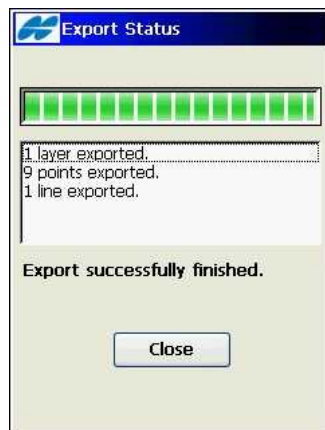 Export Status
1 layer exported.
9 points exported.
1 line exported.
Export successfully finished.
Close